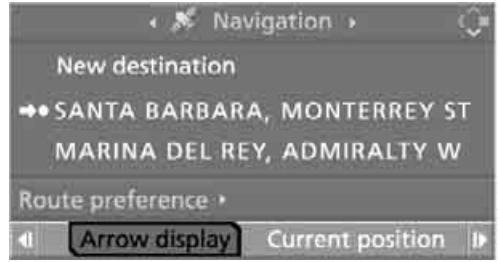 Navigation
New destination
SANTA BARBARA, MONTERREY ST
MARINA DEL REY, ADMIRALTY W
Route preference
Arrow display Current position